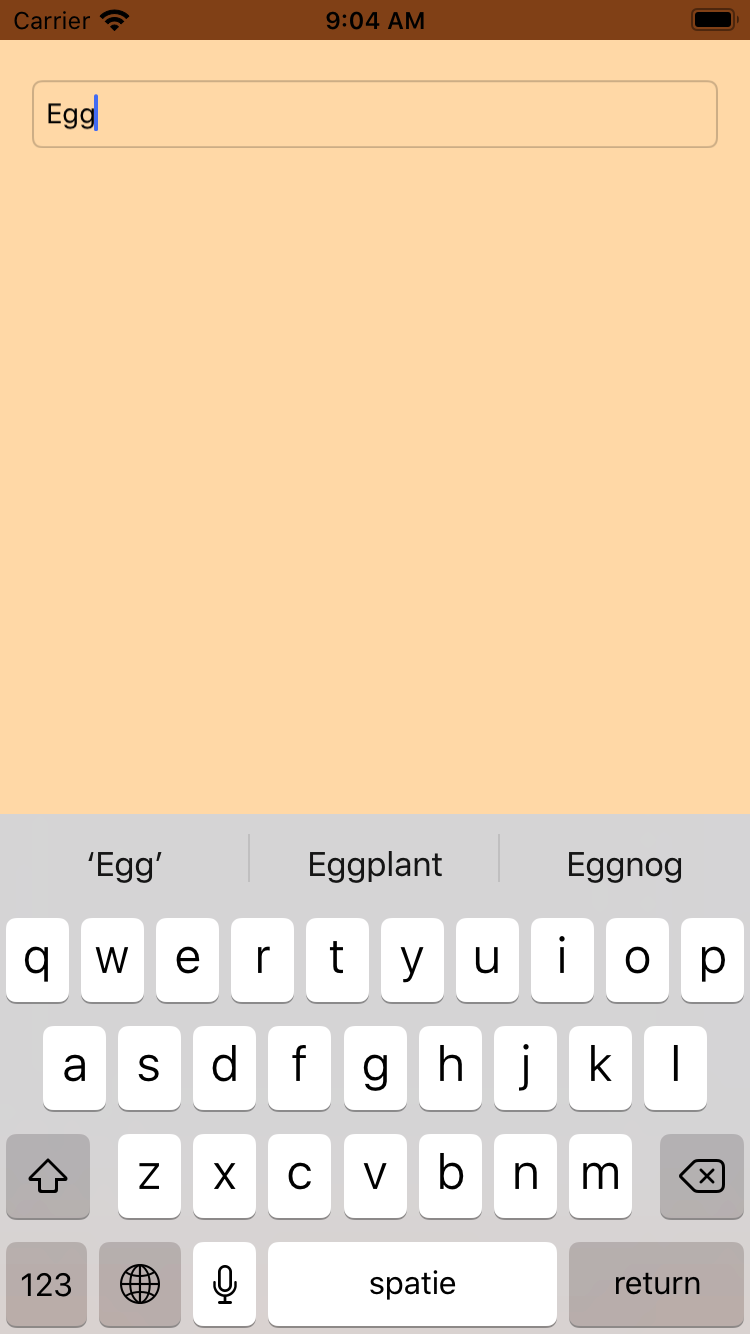 Carrier 9:04 AM
Egg
‘Egg’ Eggplant Eggnog
q w e r t y u i o p
a s d f g h j k l
z x c v b n m
123 spatie return